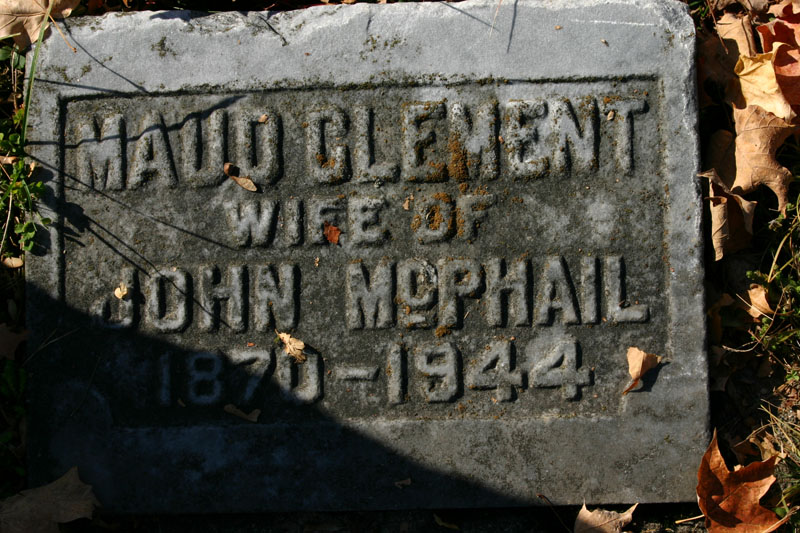 MAUD CLEMENT
WIFE OF
JOHN McPHAIL
1870 - 1944